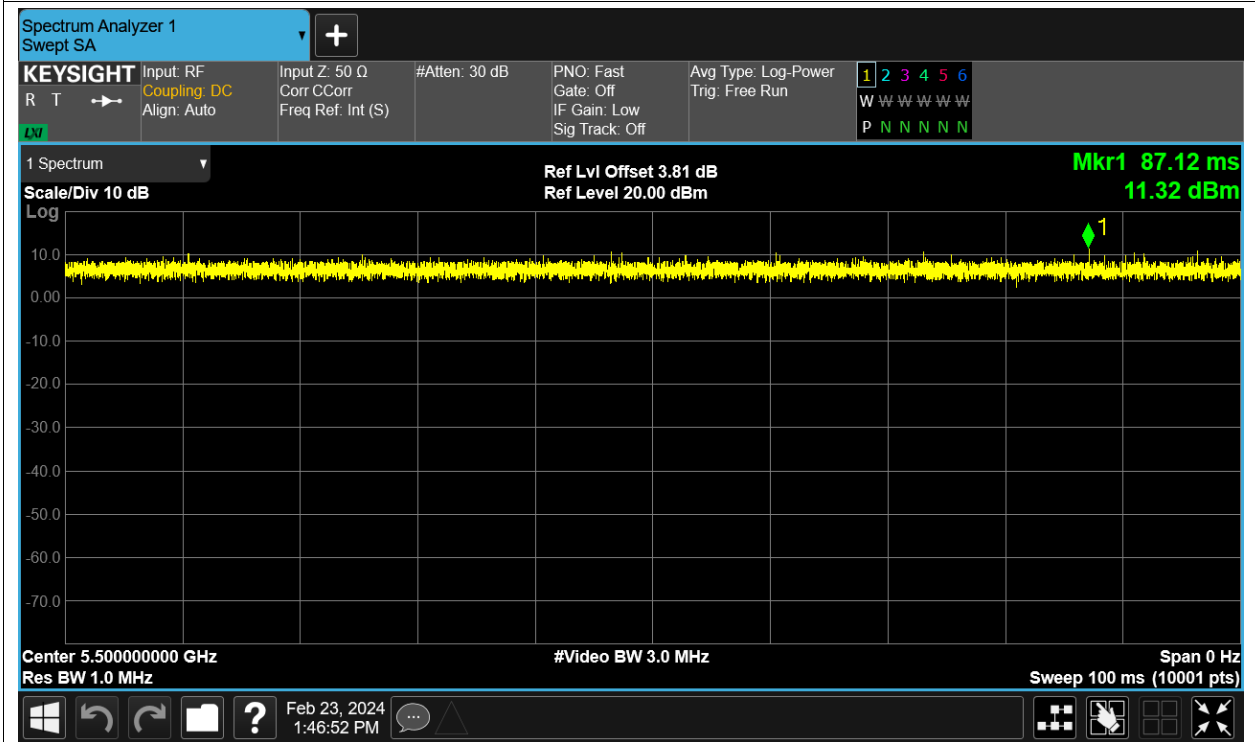 Spectrum Analyzer 1
Swept SA
KEYSIGHT
R T
LXI
Input: RF
Coupling: DC
Align: Auto
Input Z: 50 Ω
Corr CCorr
Freq Ref: Int (S)
#Atten: 30 dB
PNO: Fast
Gate: Off
IF Gain: Low
Sig Track: Off
Avg Type: Log-Power
Trig: Free Run
1 2 3 4 5 6
W W W W W W
P N N N N N
1 Spectrum
Scale/Div 10 dB
Log
Ref Lvl Offset 3.81 dB
Ref Level 20.00 dBm
Mkr1 87.12 ms
11.32 dBm
1
10.0
0.00
-10.0
-20.0
-30.0
-40.0
-50.0
-60.0
-70.0
Center 5.500000000 GHz
Res BW 1.0 MHz
#Video BW 3.0 MHz
Span 0 Hz
Sweep 100 ms (10001 pts)
?
Feb 23, 2024
1:46:52 PM